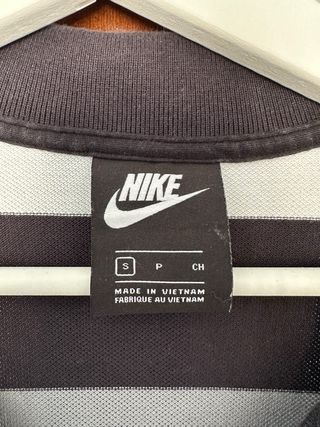 NIKE
S P CH
MADE IN VIETNAM
FABRIQUE AU VIETNAM